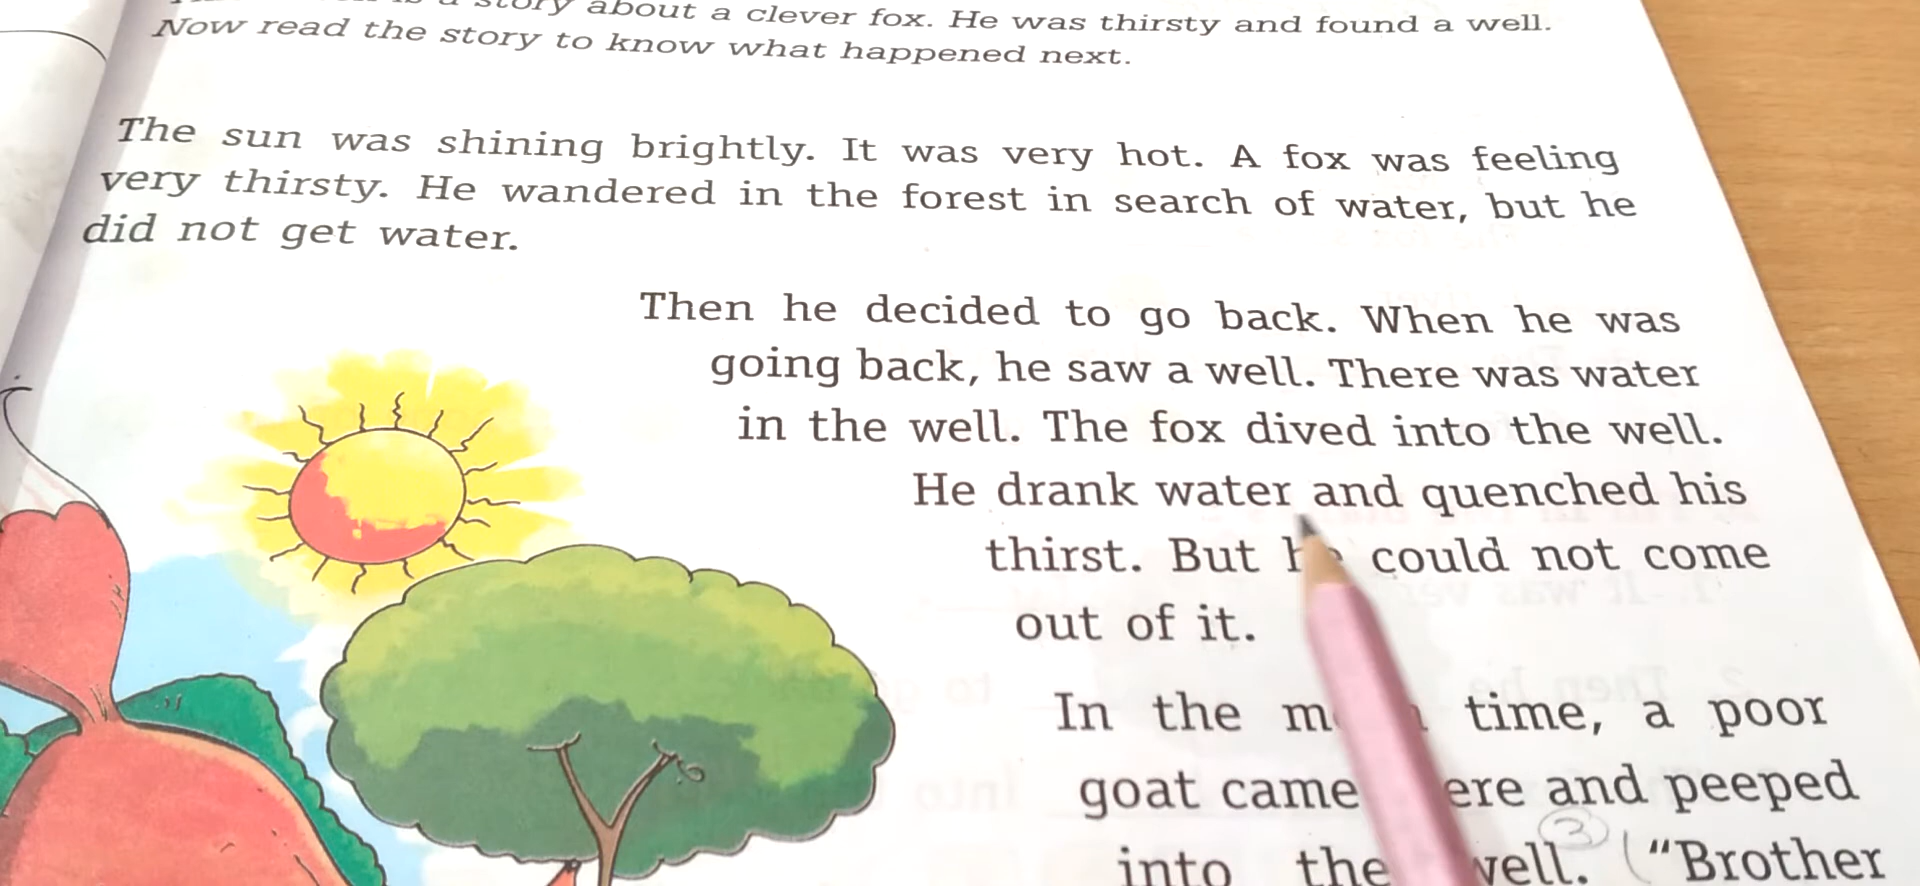 a story about a clever fox. He was thirsty and found a well.
Now read the story to know what happened next.
The sun was shining brightly. It was very hot. A fox was feeling
very thirsty. He wandered in the forest in search of water, but he
did not get water.
Then he decided to go back. When he was
going back, he saw a well. There was water
in the well. The fox dived into the well.
He drank water and quenched his
thirst. But he could not come
out of it.
In the time, a poor
goat came and peeped
into the well. "Brother
3